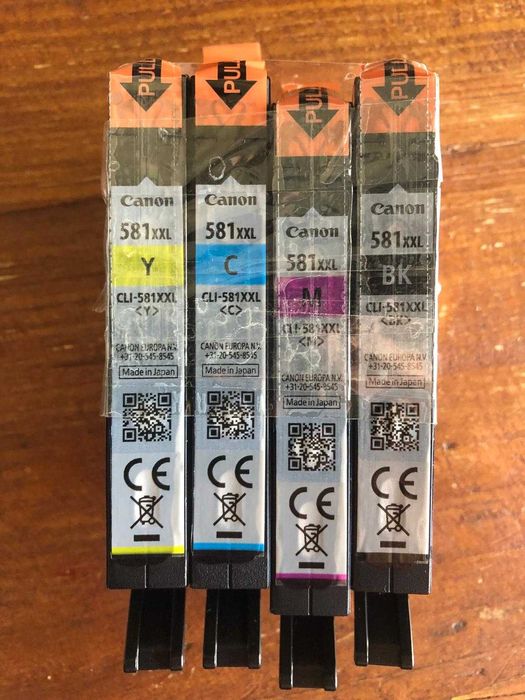 PULL
Canon
581XXL
Y
CLI-581XXL
<Y>
CANON EUROPA N.V.
+31-20-545-8545
Made in Japan
CE
PULL
Canon
581XXL
C
CLI-581XXL
<C>
CANON EUROPA N.V.
+31-20-545-8545
Made in Japan
CE
PULL
Canon
581XXL
M
CLI-581XXL
<M>
CANON EUROPA N.V.
+31-20-545-8545
Made in Japan
CE
PULL
Canon
581XXL
BK
CLI-581XXL
<BK>
CANON EUROPA N.V.
+31-20-545-8545
Made in Japan
CE